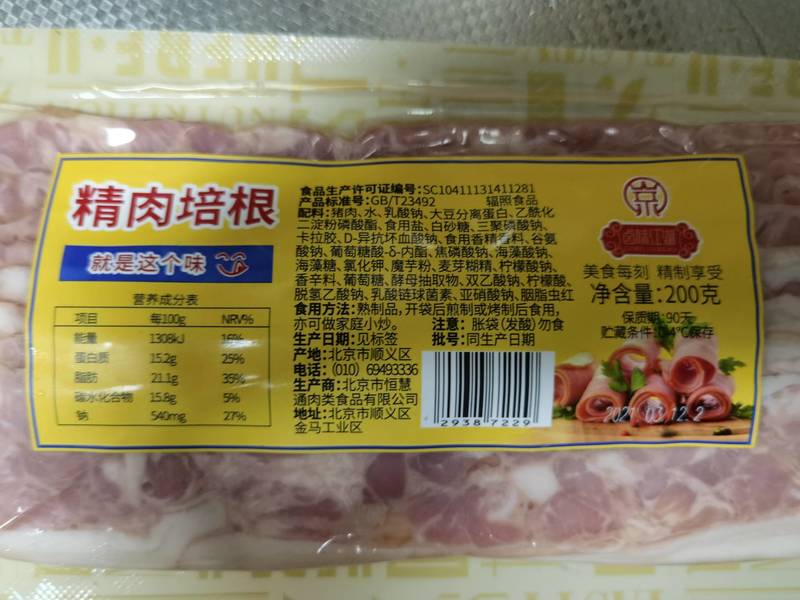 精肉培根
就是这个味
营养成分表
项目 每100g NRV%
能量 1308kJ 16%
蛋白质 15.2g 25%
脂肪 21.1g 35%
碳水化合物 15.8g 5%
钠 540mg 27%
食品生产许可证编号:SC10411131411281
产品标准号:GB/T23492 辐照食品
配料:猪肉、水、乳酸钠、大豆分离蛋白、乙酰化
二淀粉磷酸酯、食用盐、白砂糖、三聚磷酸钠、
卡拉胶、D-异抗坏血酸钠、食用香精香料、谷氨
酸钠、葡萄糖酸-δ-内酯、焦磷酸钠、海藻酸钠、
海藻糖、氯化钾、魔芋粉、麦芽糊精、柠檬酸钠、
香辛料、葡萄糖、酵母抽取物、双乙酸钠、柠檬酸、
脱氢乙酸钠、乳酸链球菌素、亚硝酸钠、胭脂虫红
食用方法:熟制品,开袋后煎制或烤制后食用,
亦可做家庭小炒。 注意:胀袋(发酸)勿食
生产日期:见标签 批号:同生产日期
产地:北京市顺义区
电话:(010) 69493336
生产商:北京市恒慧
通肉类食品有限公司
地址:北京市顺义区
金马工业区
29387229
美食每刻 精制享受
净含量:200克
保质期:90天
贮藏条件:0-4℃保存
2021 03 12 2